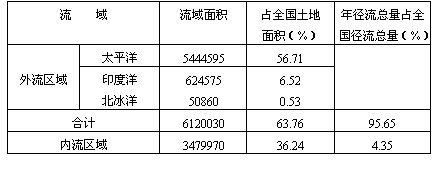 流 域 流域面积 占全国土地面积(%) 年径流总量占全国径流总量(%)
外流区域 太平洋 5444595 56.71
印度洋 624575 6.52
北冰洋 50860 0.53
合计 6120030 63.76 95.65
内流区域 3479970 36.24 4.35